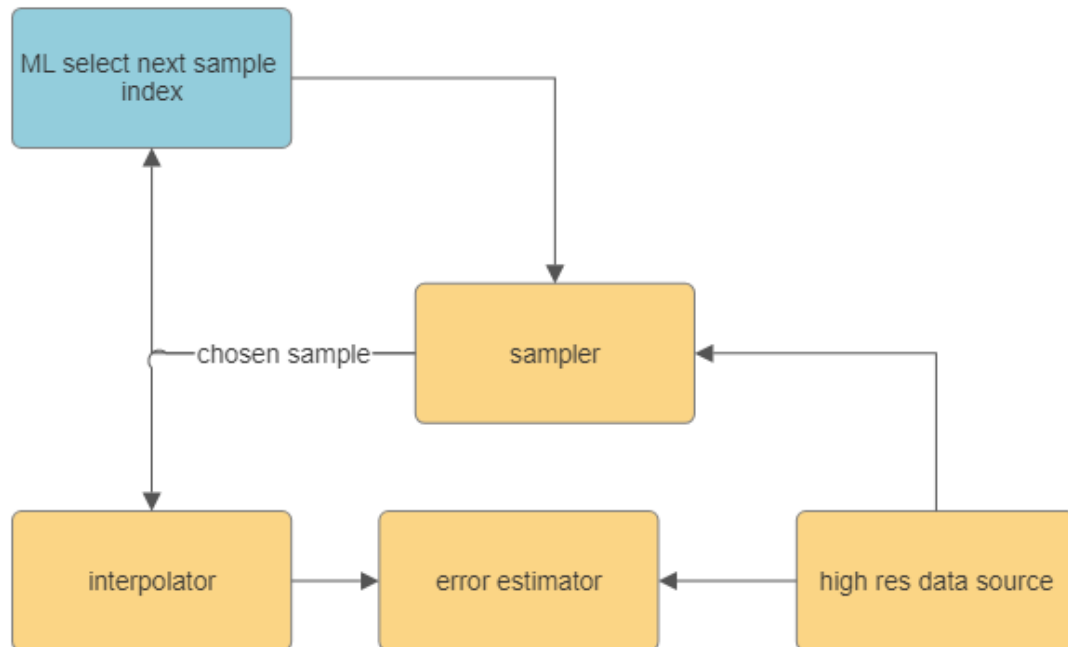 ML select next sample
index
chosen sample
sampler
interpolator
error estimator
high res data source